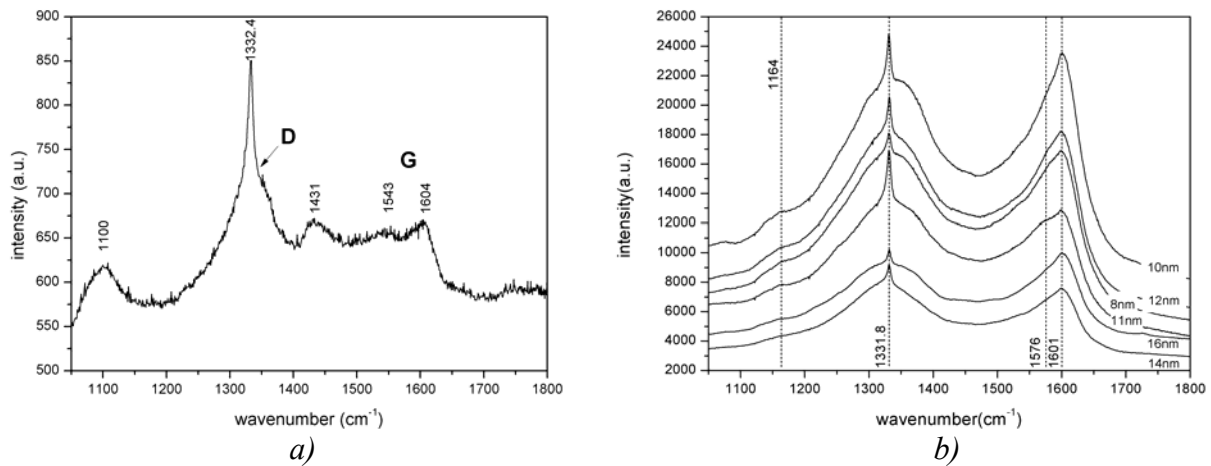 900
850
800
750
700
650
600
550
500
intensity (a.u.)
1332.4
D
G
1100
1431
1543
1604
1100 1200 1300 1400 1500 1600 1700 1800
wavenumber (cm⁻¹)
a)
26000
24000
22000
20000
18000
16000
14000
12000
10000
8000
6000
4000
2000
intensity(a.u.)
1164
1331.8
1576
1601
10nm
12nm
8nm
11nm
16nm
14nm
1100 1200 1300 1400 1500 1600 1700 1800
wavenumber(cm⁻¹)
b)